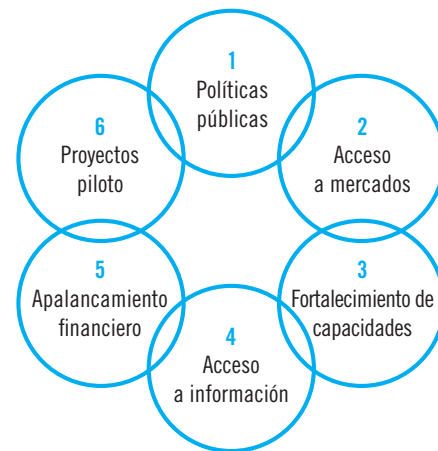 1
Políticas
públicas
2
Acceso
a mercados
3
Fortalecimiento de
capacidades
4
Acceso
a información
5
Apalancamiento
financiero
6
Proyectos
piloto